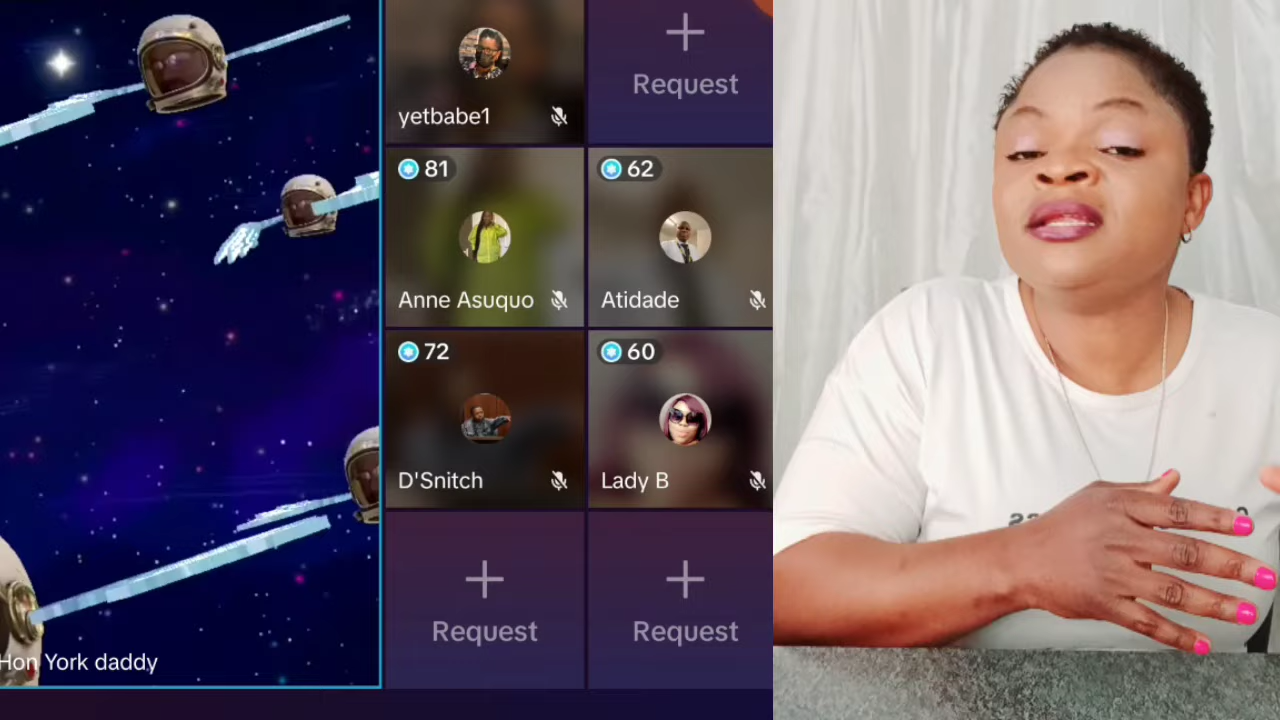 yetbabe1
Request
81
Anne Asuquo
62
Atidade
72
D'Snitch
60
Lady B
Request
Request
Hon York daddy